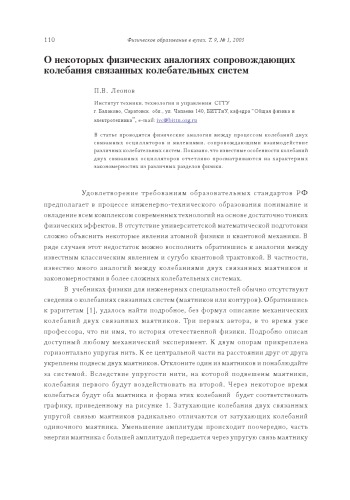 110
Физическое образование в вузах. Т. 9, № 1, 2003
О некоторых физических аналогиях сопровождающих
колебания связанных колебательных систем
П.В. Леонов
Институт техники, технологии и управления СГТУ
г. Балаково, Саратовск. обл., ул. Чапаева 140, БИТТиУ, кафедра "Общая физика и
электротехника", e-mail:
В статье проводятся физические аналогии между процессом колебаний двух
связанных осцилляторов и явлениями, сопровождающими взаимодействие
различных колебательных систем. Показано, что известные особенности колебаний
двух связанных осцилляторов отчетливо просматриваются на характерных
закономерностях из различных разделов физики.
Удовлетворение требованиям образовательных стандартов РФ
предполагает в процессе инженерно-технического образования понимание и
овладение всем комплексом современных технологий на основе достаточно тонких
физических эффектов. В отсутствие университетской математической подготовки
сложно объяснить некоторые явления атомной физики и квантовой механики. В
ряде случаев этот недостаток можно восполнить обратившись к аналогии между
известным классическим явлением и сугубо квантовой трактовкой. В частности,
известно много аналогий между колебаниями двух связанных маятников и
закономерностями в более сложных колебательных системах.
В учебниках физики для инженерных специальностей обычно отсутствуют
сведения о колебаниях связанных систем (маятников или контуров). Обратившись
к раритетам [1], удалось найти подробное, без формул описание механических
колебаний двух связанных маятников. Три первых автора, в то время уже
профессора, что ни имя, то история отечественной физики. Подробно описан
доступный любому механический эксперимент. К двум опорам прикреплена
горизонтально упругая нить. К ее центральной части на расстоянии друг от друга
укреплены подвесы двух маятников. Отклоните один из маятников и понаблюдайте
за системой. Вследствие упругости нити, на которой подвешены маятники,
колебания первого будут воздействовать на второй. Через некоторое время
колебаться будут оба маятника и форма этих колебаний будет соответствовать
графику, приведенному на рисунке 1. Затухающие колебания двух связанных
упругой связью маятников радикально отличаются от затухающих колебаний
одиночного маятника. Уменьшение амплитуды происходит поочередно, часть
энергии маятника с большей амплитудой передается через упругую связь маятнику